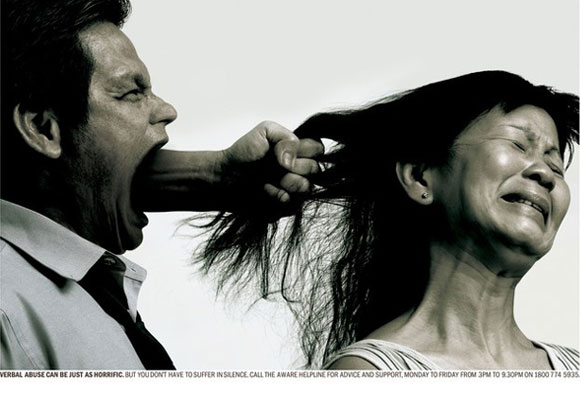 VERBAL ABUSE CAN BE JUST AS HORRIFIC. BUT YOU DON'T HAVE TO SUFFER IN SILENCE. CALL THE AWARE HELPLINE FOR ADVICE AND SUPPORT, MONDAY TO FRIDAY FROM 3PM TO 9.30PM ON 1800 774 5935.